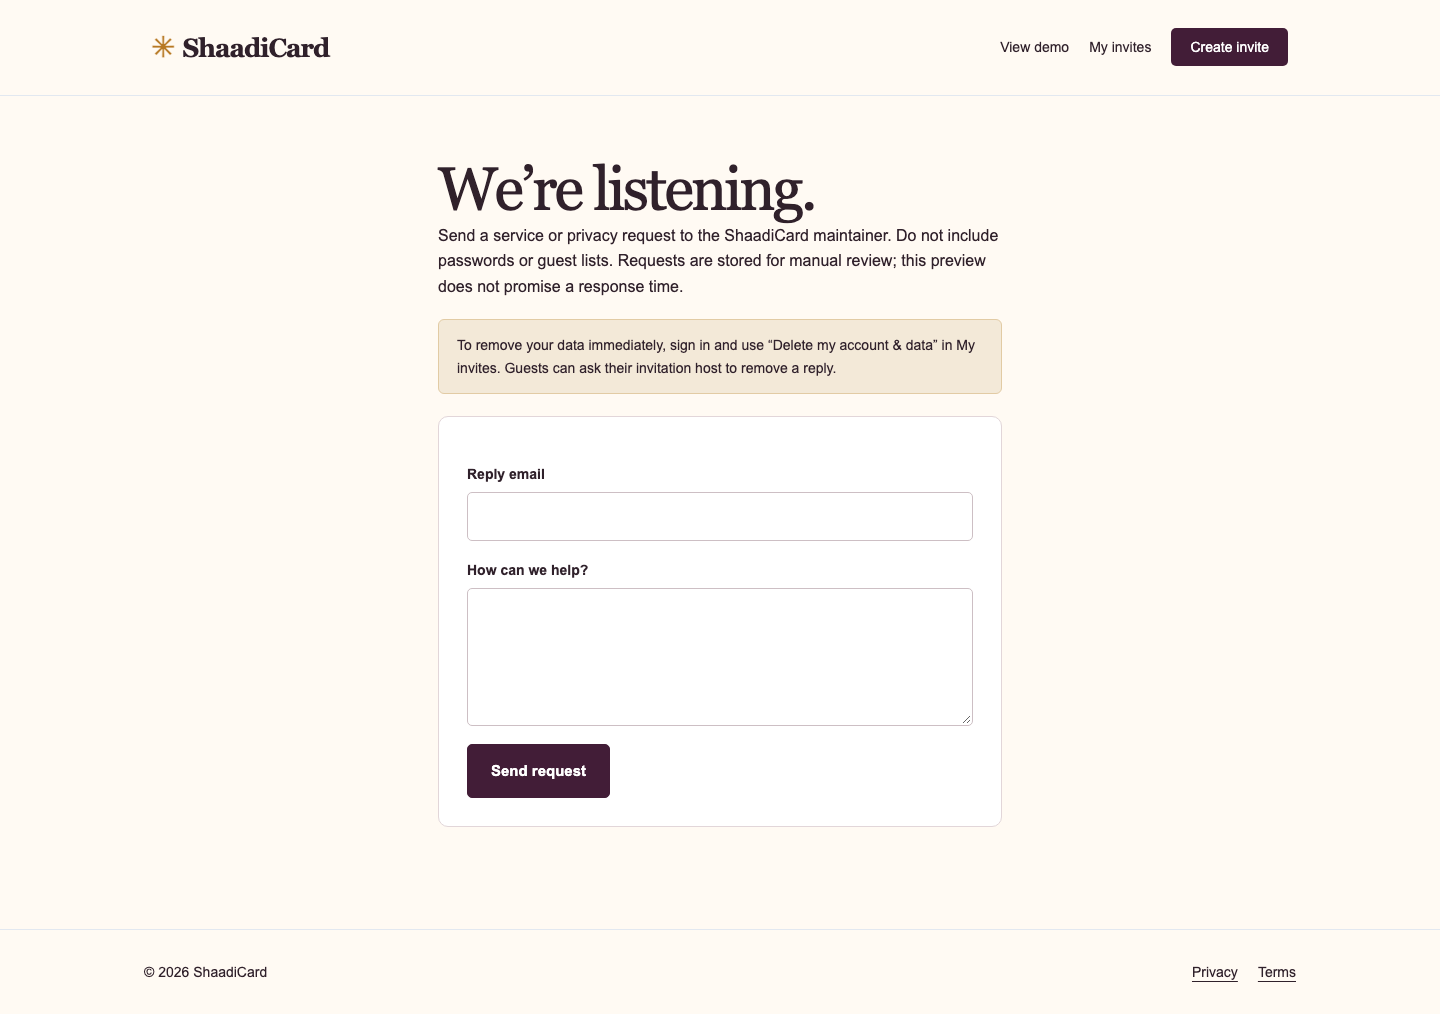 ShaadiCard
View demo
My invites
Create invite
We’re listening.
Send a service or privacy request to the ShaadiCard maintainer. Do not include
passwords or guest lists. Requests are stored for manual review; this preview
does not promise a response time.
To remove your data immediately, sign in and use “Delete my account & data” in My
invites. Guests can ask their invitation host to remove a reply.
Reply email
How can we help?
Send request
© 2026 ShaadiCard
Privacy
Terms